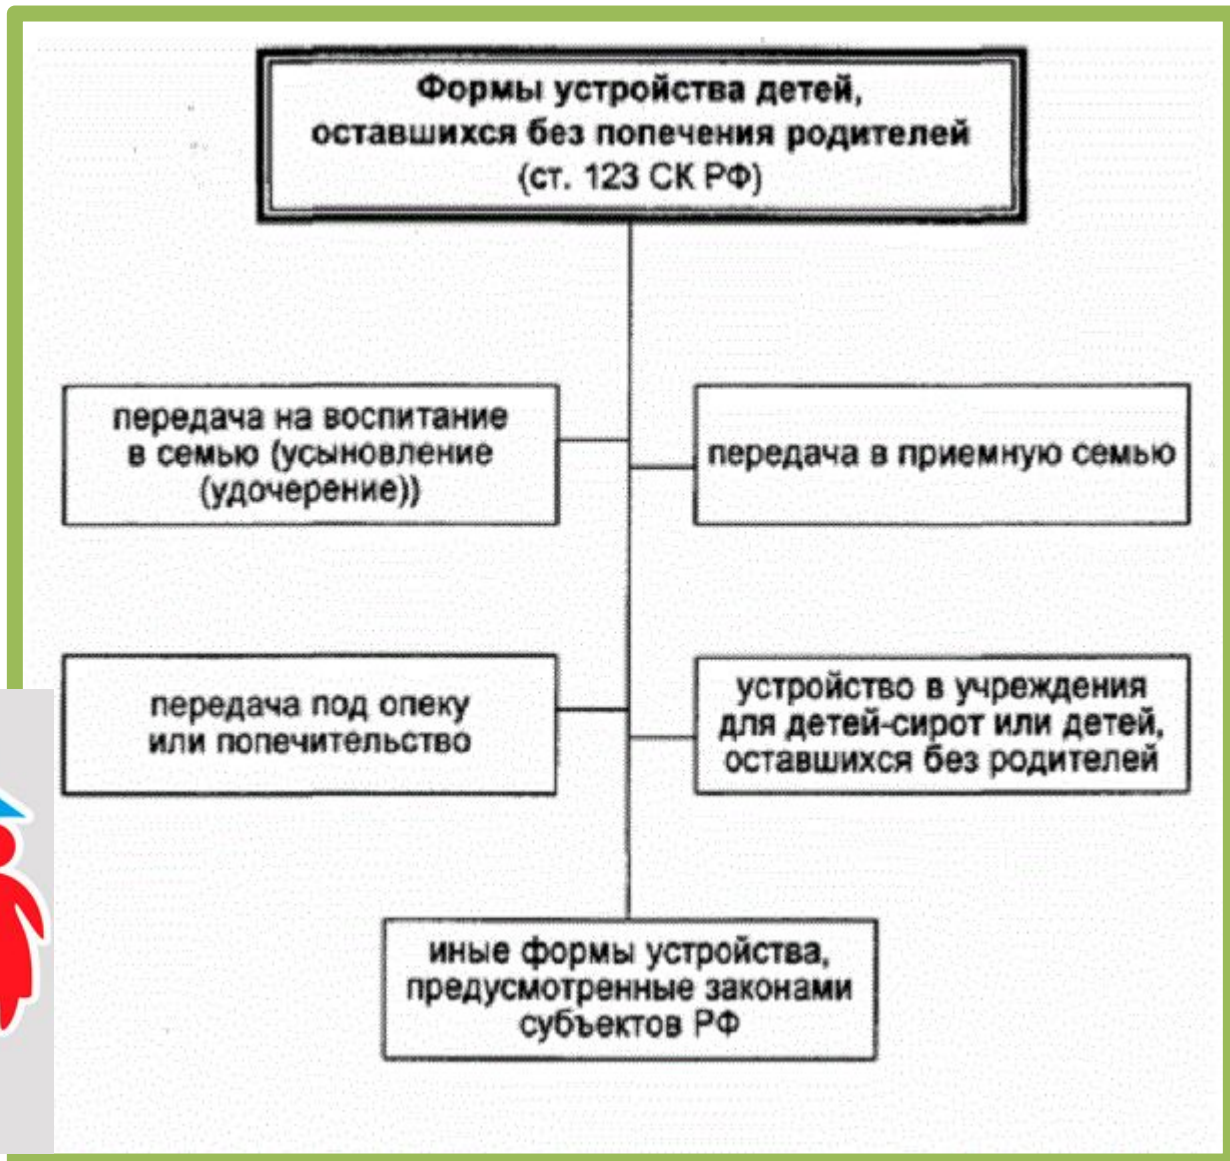 Формы устройства детей,
оставшихся без попечения родителей
(ст. 123 СК РФ)
передача на воспитание
в семью (усыновление
(удочерение))
передача в приемную семью
передача под опеку
или попечительство
устройство в учреждения
для детей-сирот или детей,
оставшихся без родителей
иные формы устройства,
предусмотренные законами
субъектов РФ